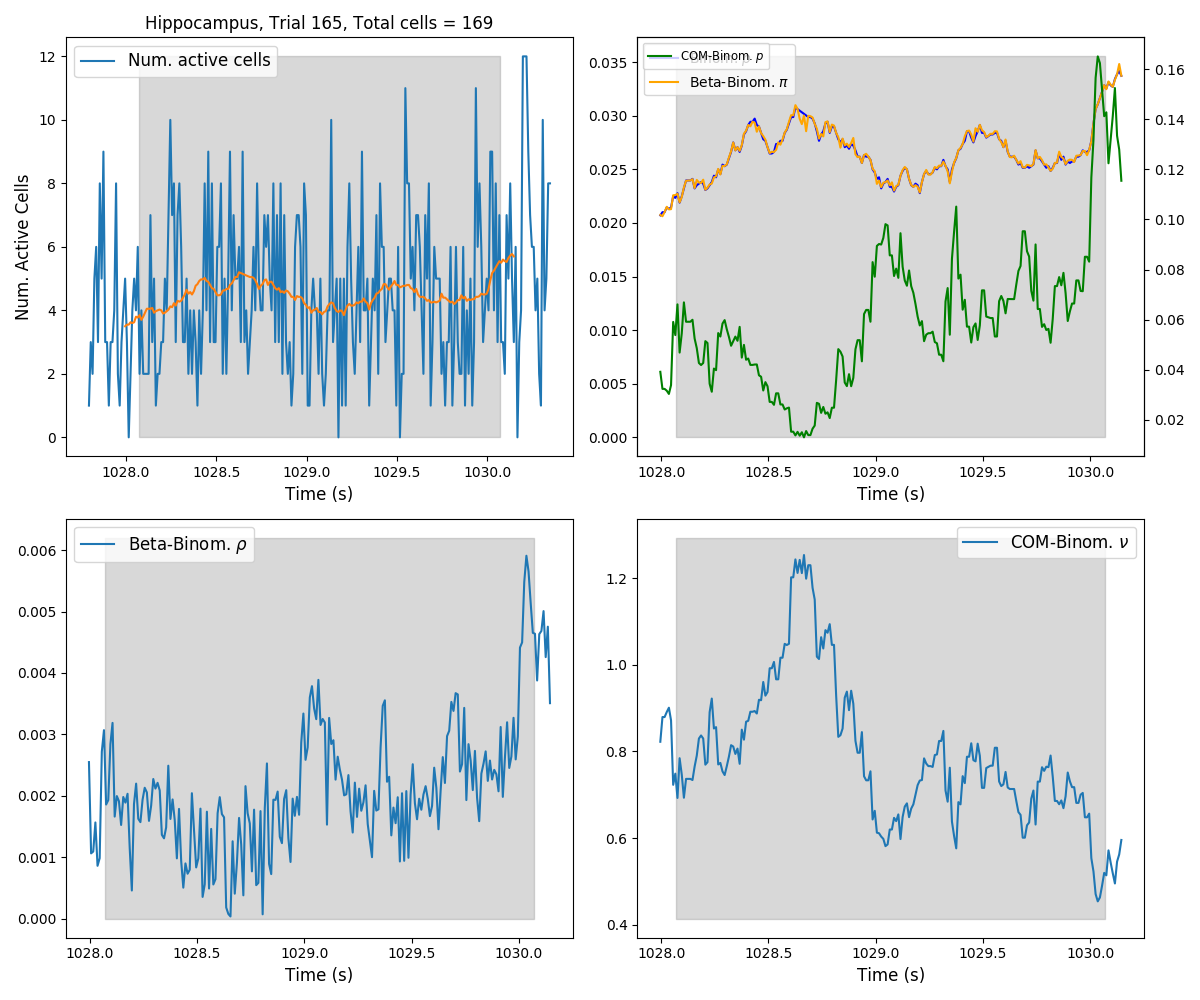 Hippocampus, Trial 165, Total cells = 169
Num. active cells
Num. Active Cells
12
10
8
6
4
2
0
1028.0 1028.5 1029.0 1029.5 1030.0
Time (s)
COM-Binom. p
Beta-Binom. π
0.035
0.030
0.025
0.020
0.015
0.010
0.005
0.000
0.16
0.14
0.12
0.10
0.08
0.06
0.04
0.02
1028.0 1028.5 1029.0 1029.5 1030.0
Time (s)
Beta-Binom. ρ
0.006
0.005
0.004
0.003
0.002
0.001
0.000
1028.0 1028.5 1029.0 1029.5 1030.0
Time (s)
COM-Binom. ν
1.2
1.0
0.8
0.6
0.4
1028.0 1028.5 1029.0 1029.5 1030.0
Time (s)